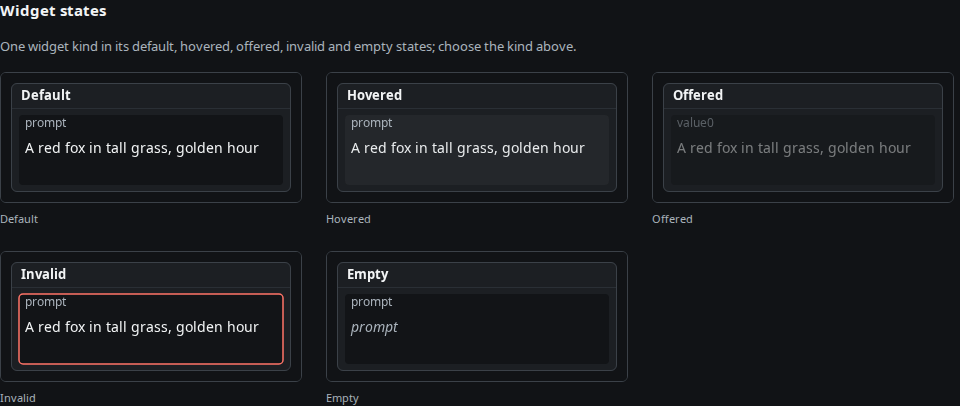 Widget states
One widget kind in its default, hovered, offered, invalid and empty states; choose the kind above.
Default
prompt
A red fox in tall grass, golden hour
Default
Hovered
prompt
A red fox in tall grass, golden hour
Hovered
Offered
value0
A red fox in tall grass, golden hour
Offered
Invalid
prompt
A red fox in tall grass, golden hour
Invalid
Empty
prompt
prompt
Empty